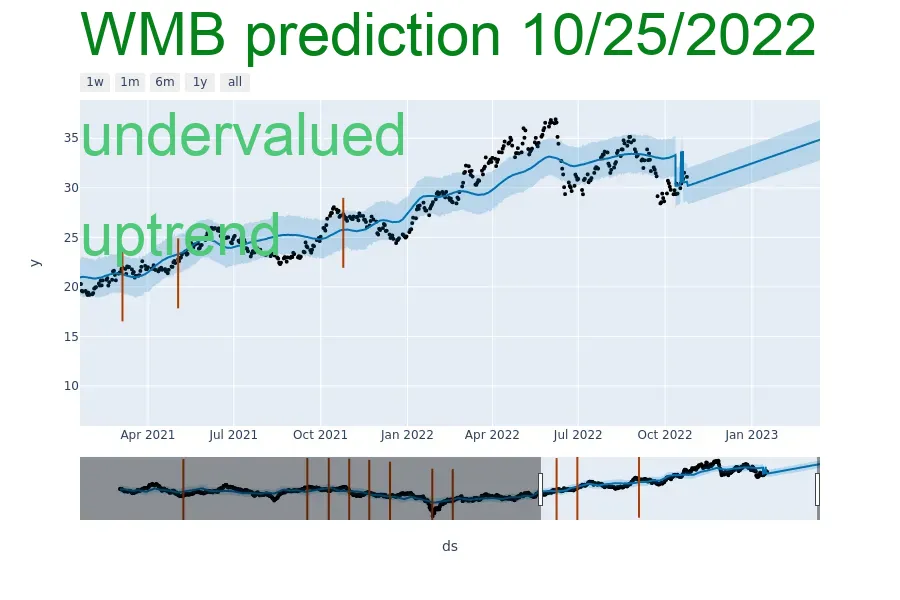 WMB prediction 10/25/2022
1w 1m 6m 1y all
undervalued
uptrend
35
30
25
20
15
10
y
Apr 2021 Jul 2021 Oct 2021 Jan 2022 Apr 2022 Jul 2022 Oct 2022 Jan 2023
ds